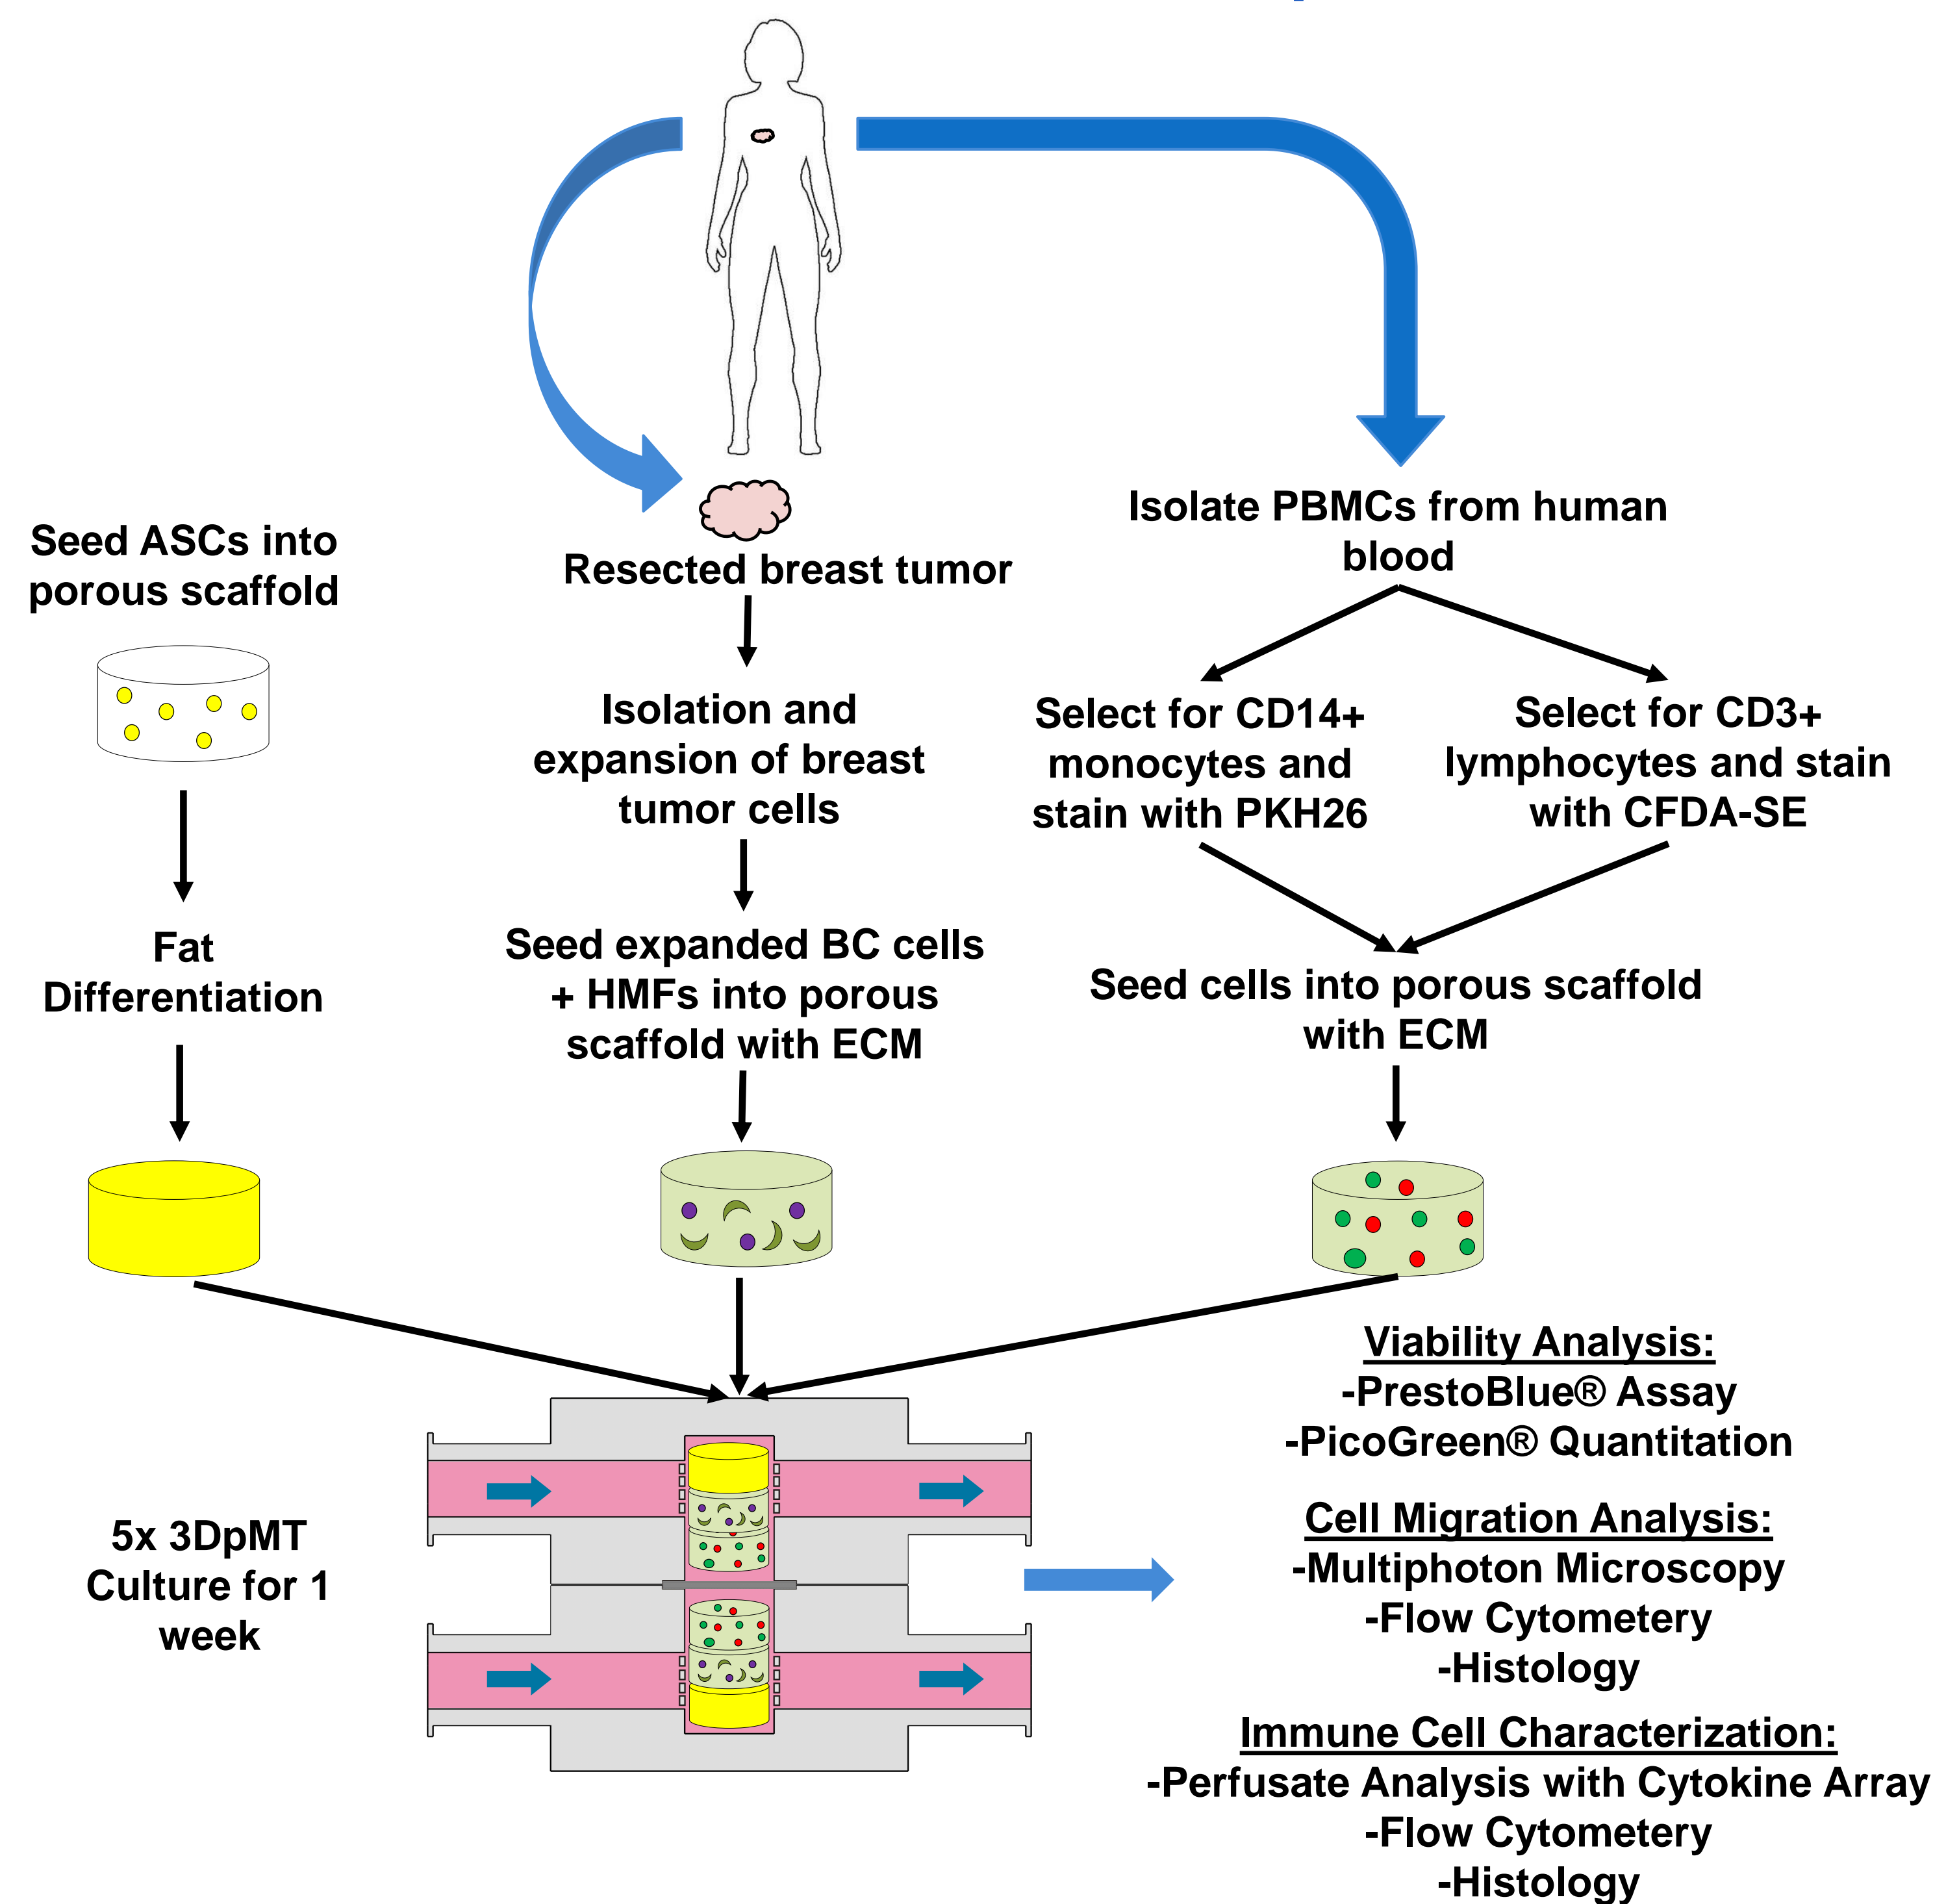 Seed ASCs into
porous scaffold
Fat
Differentiation
Resected breast tumor
Isolation and
expansion of breast
tumor cells
Seed expanded BC cells
+ HMFs into porous
scaffold with ECM
Isolate PBMCs from human
blood
Select for CD14+
monocytes and
stain with PKH26
Select for CD3+
lymphocytes and stain
with CFDA-SE
Seed cells into porous scaffold
with ECM
5x 3DpMT
Culture for 1
week
Viability Analysis:
-PrestoBlue® Assay
-PicoGreen® Quantitation
Cell Migration Analysis:
-Multiphoton Microscopy
-Flow Cytometery
-Histology
Immune Cell Characterization:
-Perfusate Analysis with Cytokine Array
-Flow Cytometery
-Histology